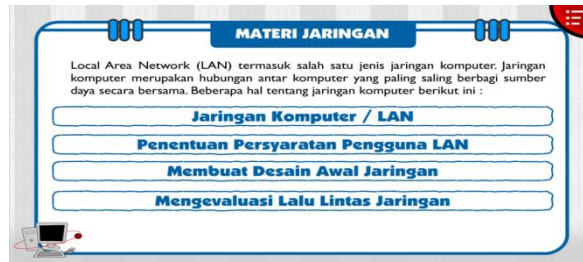 MATERI JARINGAN
Local Area Network (LAN) termasuk salah satu jenis jaringan komputer. Jaringan
komputer merupakan hubungan antar komputer yang paling saling berbagi sumber
daya secara bersama. Beberapa hal tentang jaringan komputer berikut ini :
Jaringan Komputer / LAN
Penentuan Persyaratan Pengguna LAN
Membuat Desain Awal Jaringan
Mengevaluasi Lalu Lintas Jaringan